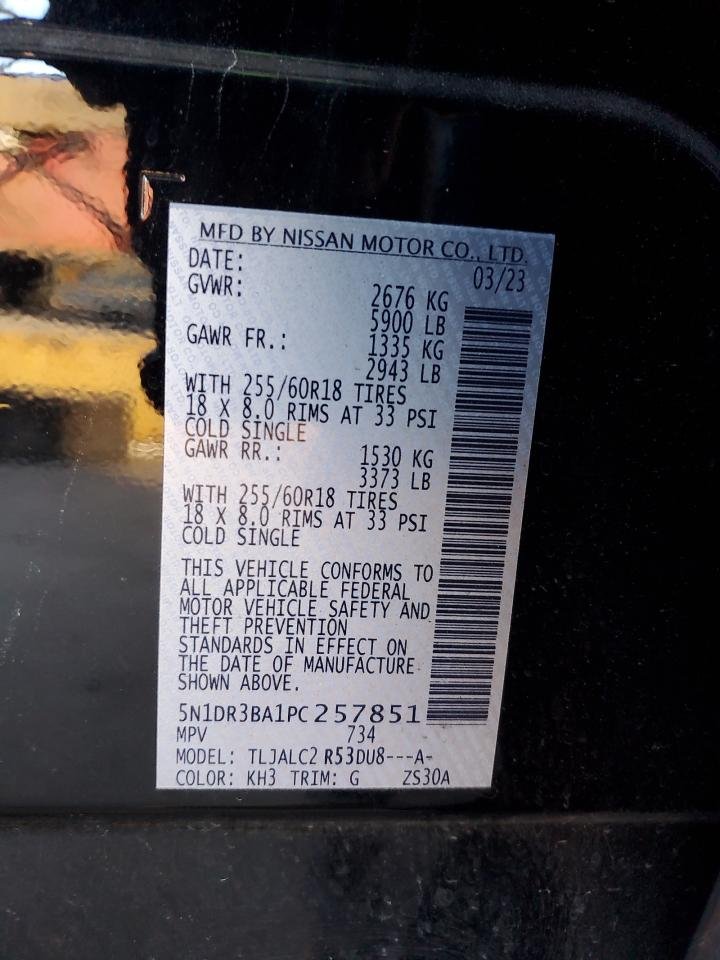 MFD BY NISSAN MOTOR CO., LTD.
DATE: 03/23
GVWR: 2676 KG
5900 LB
GAWR FR.: 1335 KG
2943 LB
WITH 255/60R18 TIRES
18 X 8.0 RIMS AT 33 PSI
COLD SINGLE
GAWR RR.: 1530 KG
3373 LB
WITH 255/60R18 TIRES
18 X 8.0 RIMS AT 33 PSI
COLD SINGLE
THIS VEHICLE CONFORMS TO
ALL APPLICABLE FEDERAL
MOTOR VEHICLE SAFETY AND
THEFT PREVENTION
STANDARDS IN EFFECT ON
THE DATE OF MANUFACTURE
SHOWN ABOVE.
5N1DR3BA1PC257851
MPV 734
MODEL: TLJALC2 R53DU8---A-
COLOR: KH3 TRIM: G ZS30A